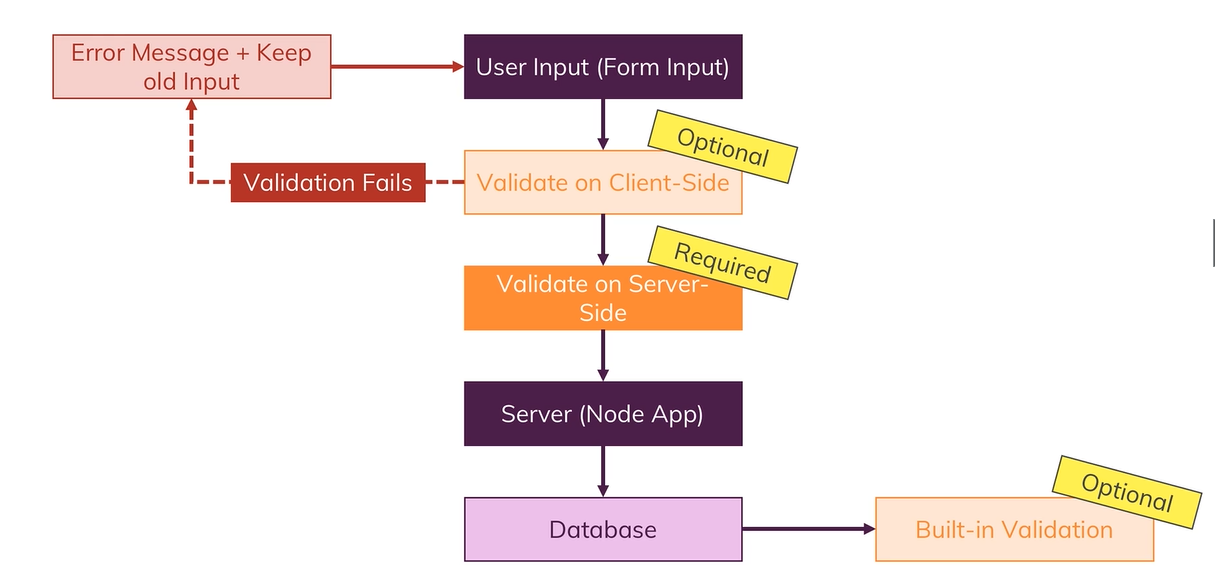 Error Message + Keep
old Input
User Input (Form Input)
Optional
Validation Fails
Validate on Client-Side
Required
Validate on Server-
Side
Server (Node App)
Optional
Database
Built-in Validation